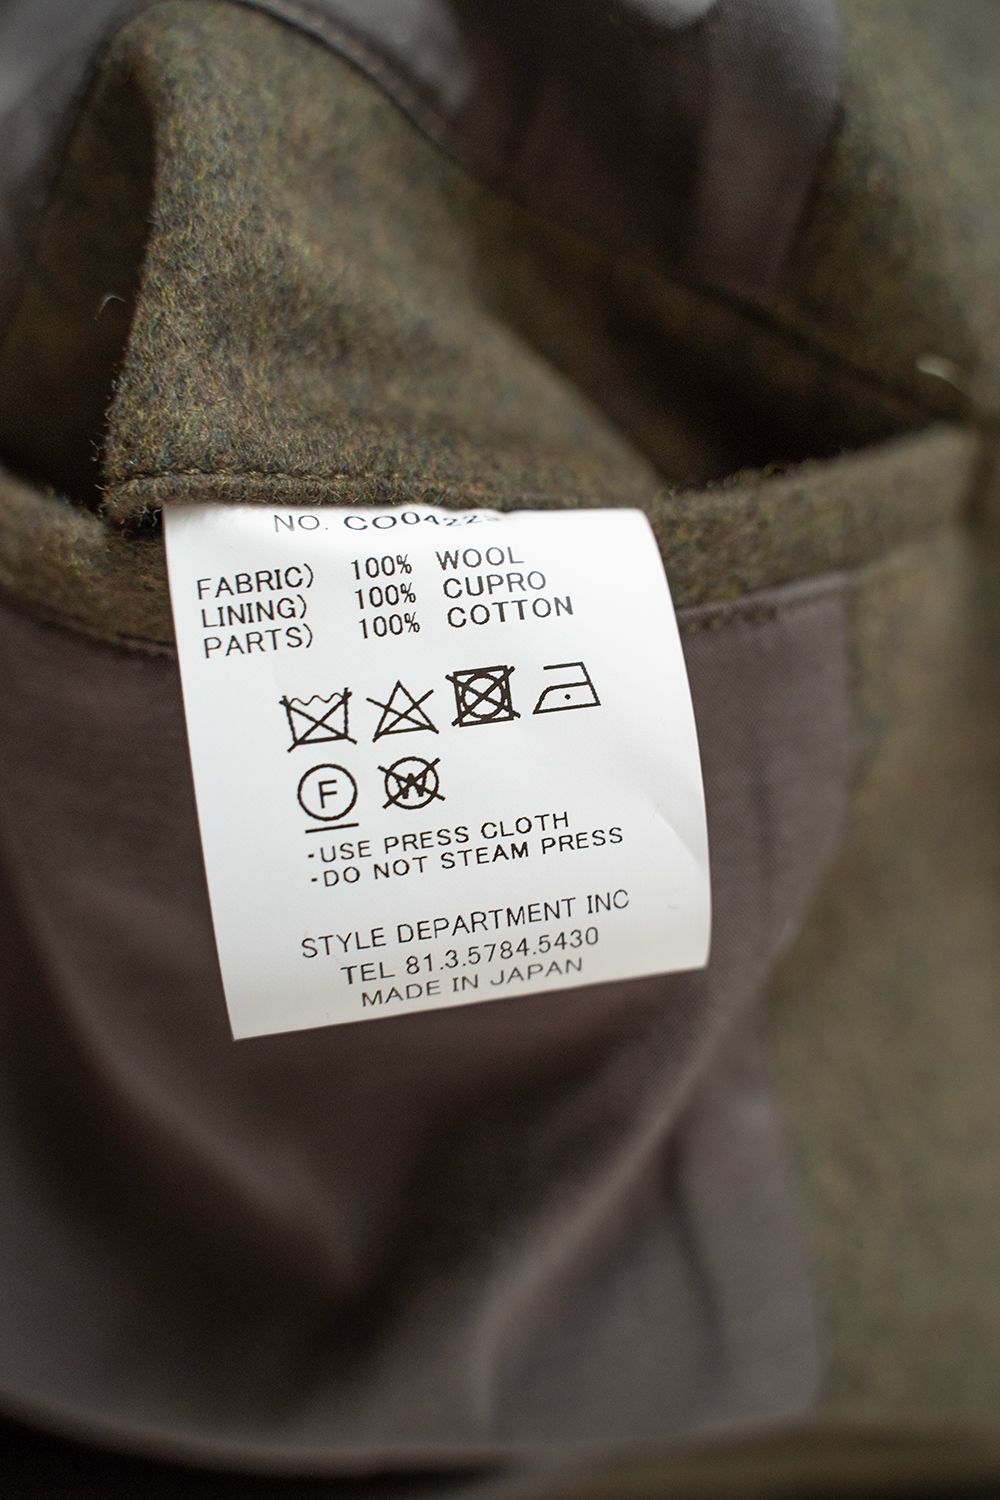 NO.
FABRIC) 100% WOOL
LINING) 100% CUPRO
PARTS) 100% COTTON
F W
-USE PRESS CLOTH
-DO NOT STEAM PRESS
STYLE DEPARTMENT INC
TEL 81.3.5784.5430
MADE IN JAPAN